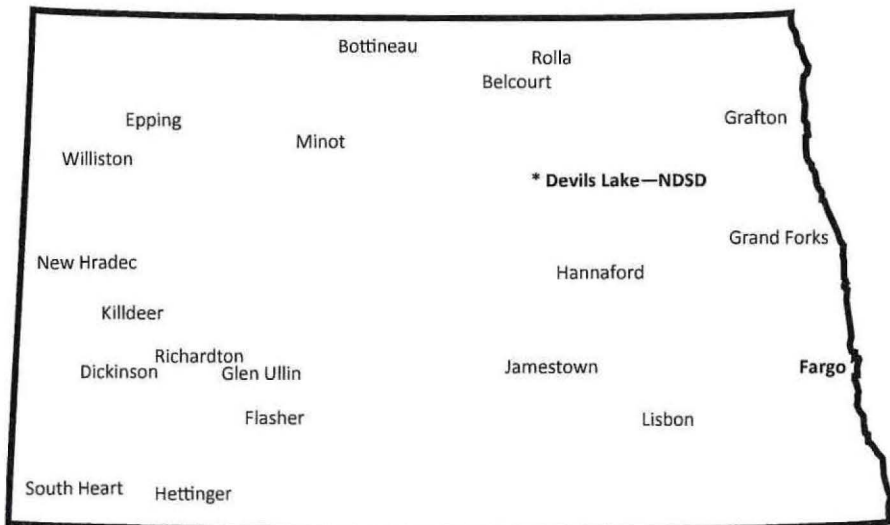 Bottineau
Rolla
Belcourt
Epping
Grafton
Minot
Williston
* Devils Lake—NDSD
Grand Forks
New Hradec
Hannaford
Killdeer
Richardton
Dickinson
Glen Ullin
Jamestown
Fargo
Flasher
Lisbon
South Heart
Hettinger